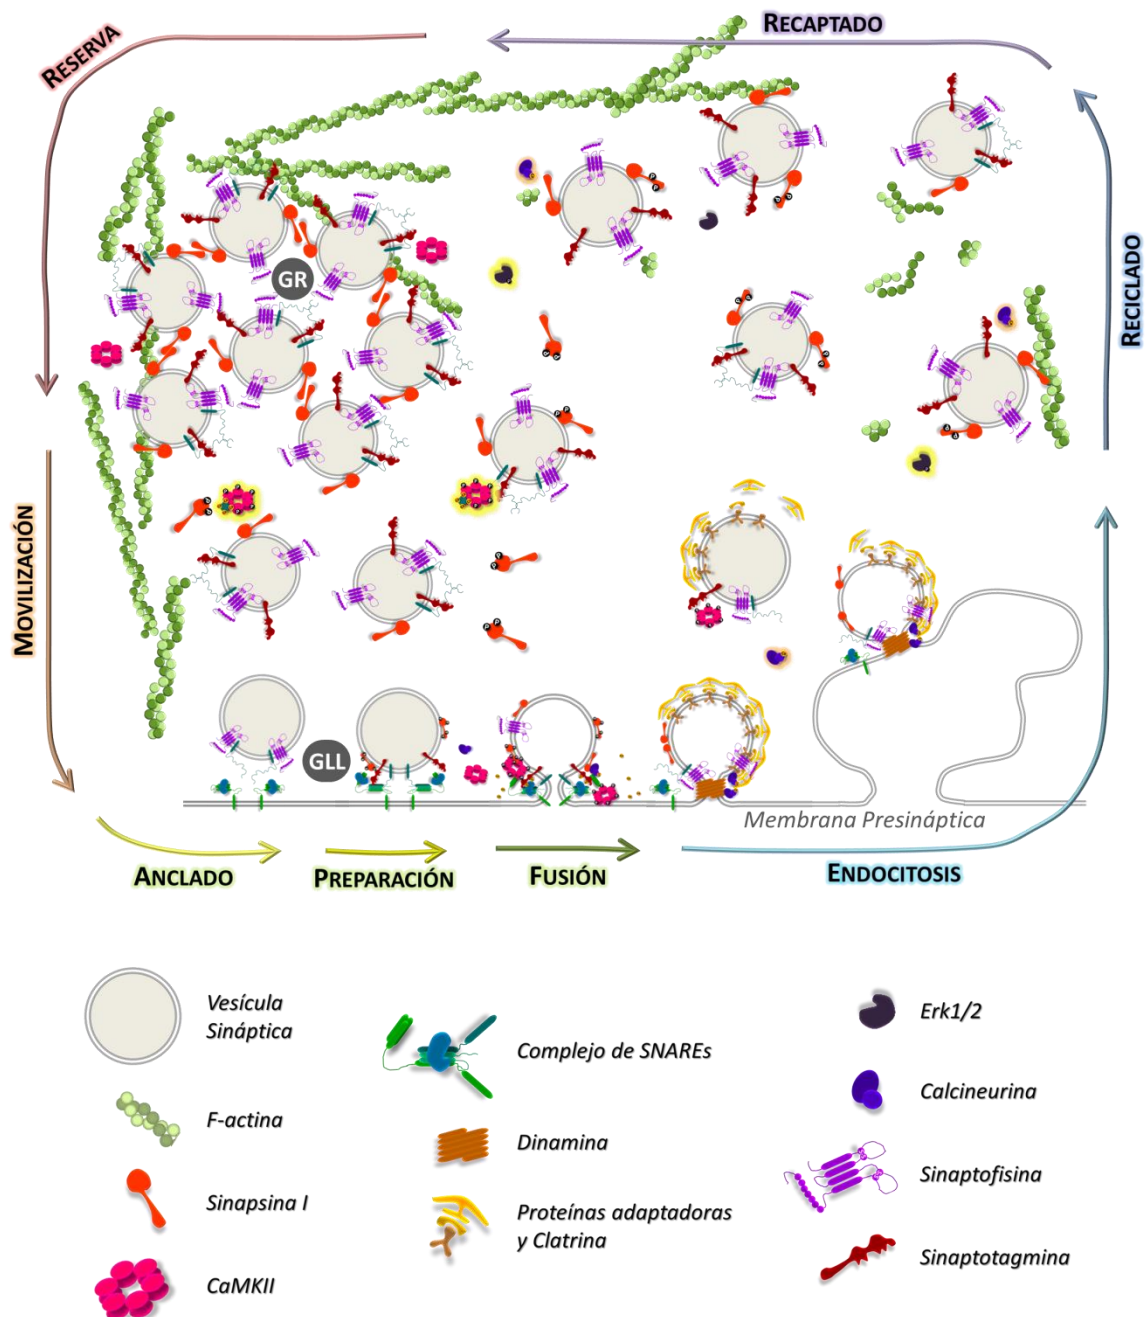 RECAPTADO
RESERVA
RECICLADO
GR
MOVILIZACIÓN
GLL
Membrana Presináptica
ANCLADO
PREPARACIÓN
FUSIÓN
ENDOCITOSIS
Vesícula
Sináptica
F-actina
Sinapsina I
CaMKII
Complejo de SNAREs
Dinamina
Proteínas adaptadoras
y Clatrina
Erk1/2
Calcineurina
Sinaptofisina
Sinaptotagmina